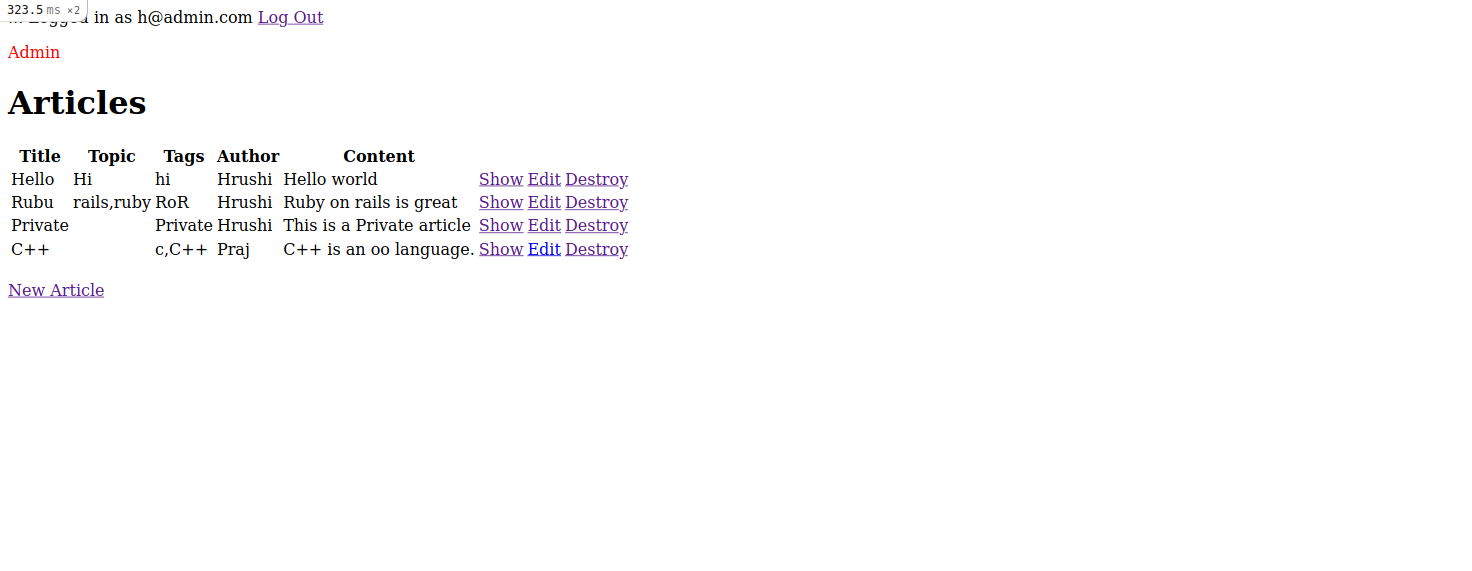 323.5 ms ×2
in as h@admin.com Log Out
Admin
Articles
Title Topic Tags Author Content
Hello Hi hi Hrushi Hello world Show Edit Destroy
Rubu rails,ruby RoR Hrushi Ruby on rails is great Show Edit Destroy
Private Private Hrushi This is a Private article Show Edit Destroy
C++ c,C++ Praj C++ is an oo language. Show Edit Destroy
New Article